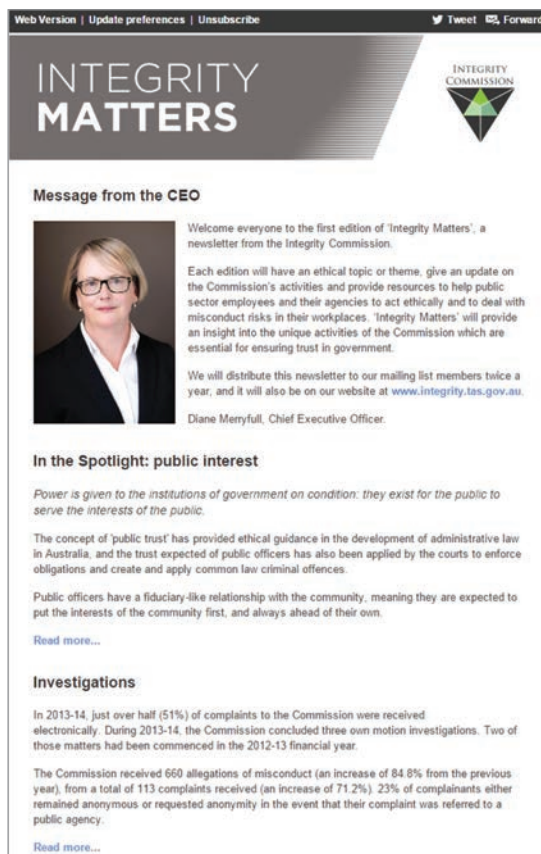 Web Version | Update preferences | Unsubscribe
Tweet Forward
INTEGRITY
MATTERS
INTEGRITY
COMMISSION
Message from the CEO
Welcome everyone to the first edition of 'Integrity Matters', a
newsletter from the Integrity Commission.
Each edition will have an ethical topic or theme, give an update on
the Commission's activities and provide resources to help public
sector employees and their agencies to act ethically and to deal with
misconduct risks in their workplaces. 'Integrity Matters' will provide
an insight into the unique activities of the Commission which are
essential for ensuring trust in government.
We will distribute this newsletter to our mailing list members twice a
year, and it will also be on our website at www.integrity.tas.gov.au.
Diane Merryfull, Chief Executive Officer.
In the Spotlight: public interest
Power is given to the institutions of government on condition: they exist for the public to
serve the interests of the public.
The concept of 'public trust' has provided ethical guidance in the development of administrative law
in Australia, and the trust expected of public officers has also been applied by the courts to enforce
obligations and create and apply common law criminal offences.
Public officers have a fiduciary-like relationship with the community, meaning they are expected to
put the interests of the community first, and always ahead of their own.
Read more...
Investigations
In 2013-14, just over half (51%) of complaints to the Commission were received
electronically. During 2013-14, the Commission concluded three own motion investigations. Two of
those matters had been commenced in the 2012-13 financial year.
The Commission received 660 allegations of misconduct (an increase of 84.8% from the previous
year), from a total of 113 complaints received (an increase of 71.2%). 23% of complainants either
remained anonymous or requested anonymity in the event that their complaint was referred to a
public agency.
Read more...